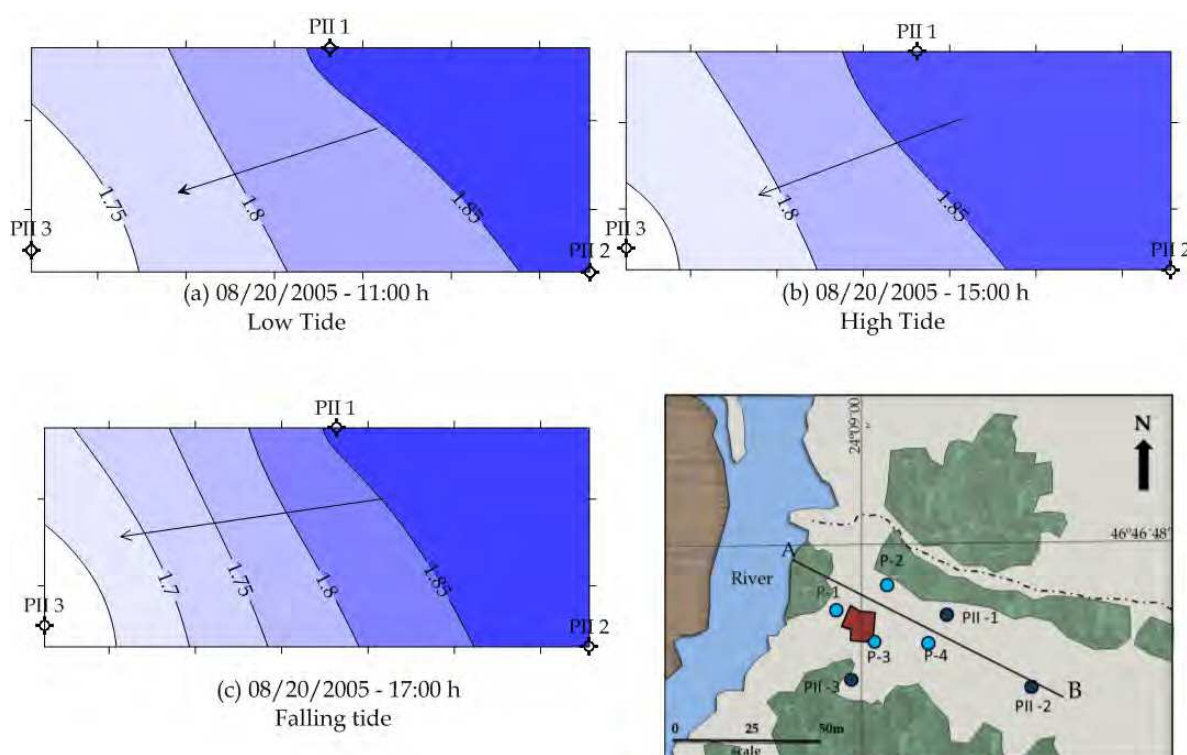 PII 1
1.75
1.8
1.85
PII 3
PII 2
(a) 08/20/2005 - 11:00 h
Low Tide
PII 1
1.8
1.85
PII 3
PII 2
(b) 08/20/2005 - 15:00 h
High Tide
PII 1
1.7
1.75
1.8
1.85
PII 3
PII 2
(c) 08/20/2005 - 17:00 h
Falling tide
24º09'00"
N
46º46'48"
A
River
P-2
P-1
PII -1
P-3
P-4
PII -3
B
PII -2
0 25 50m
scale